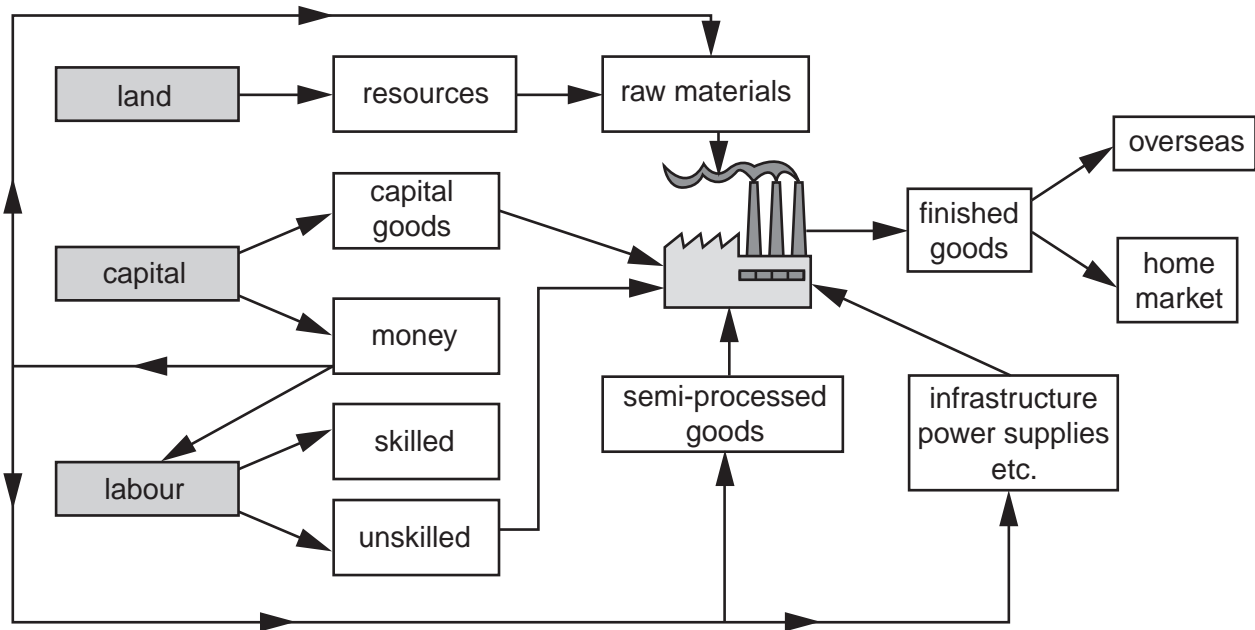 land
resources
raw materials
overseas
capital
goods
finished
goods
capital
home
market
money
semi-processed
goods
infrastructure
power supplies
etc.
skilled
labour
unskilled